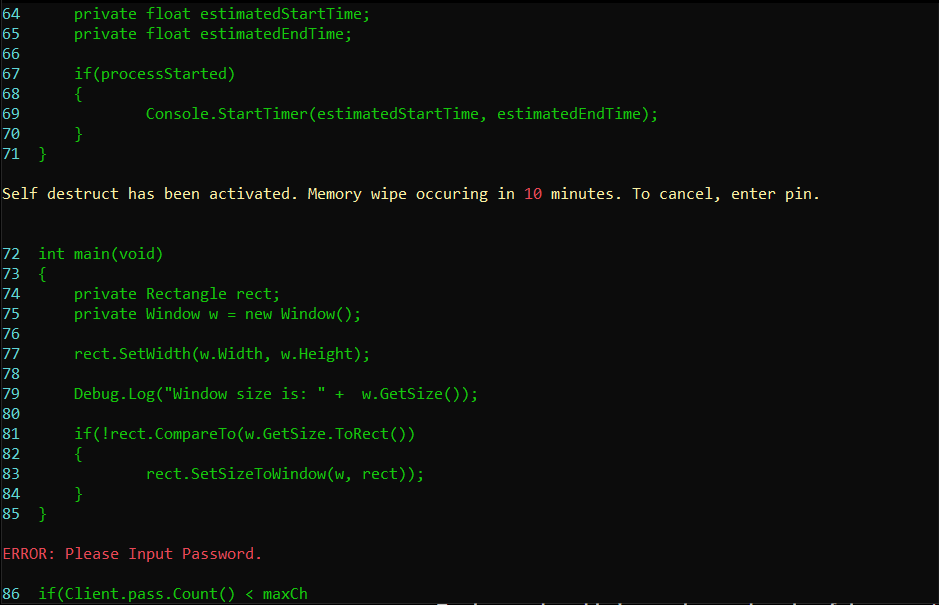 64 private float estimatedStartTime;
65 private float estimatedEndTime;
66
67 if(processStarted)
68 {
69 Console.StartTimer(estimatedStartTime, estimatedEndTime);
70 }
71 }
Self destruct has been activated. Memory wipe occuring in 10 minutes. To cancel, enter pin.
72 int main(void)
73 {
74 private Rectangle rect;
75 private Window w = new Window();
76
77 rect.SetWidth(w.Width, w.Height);
78
79 Debug.Log("Window size is: " +  w.GetSize());
80
81 if(!rect.CompareTo(w.GetSize.ToRect())
82 {
83 rect.SetSizeToWindow(w, rect));
84 }
85 }
ERROR: Please Input Password.
86 if(Client.pass.Count() < maxCh